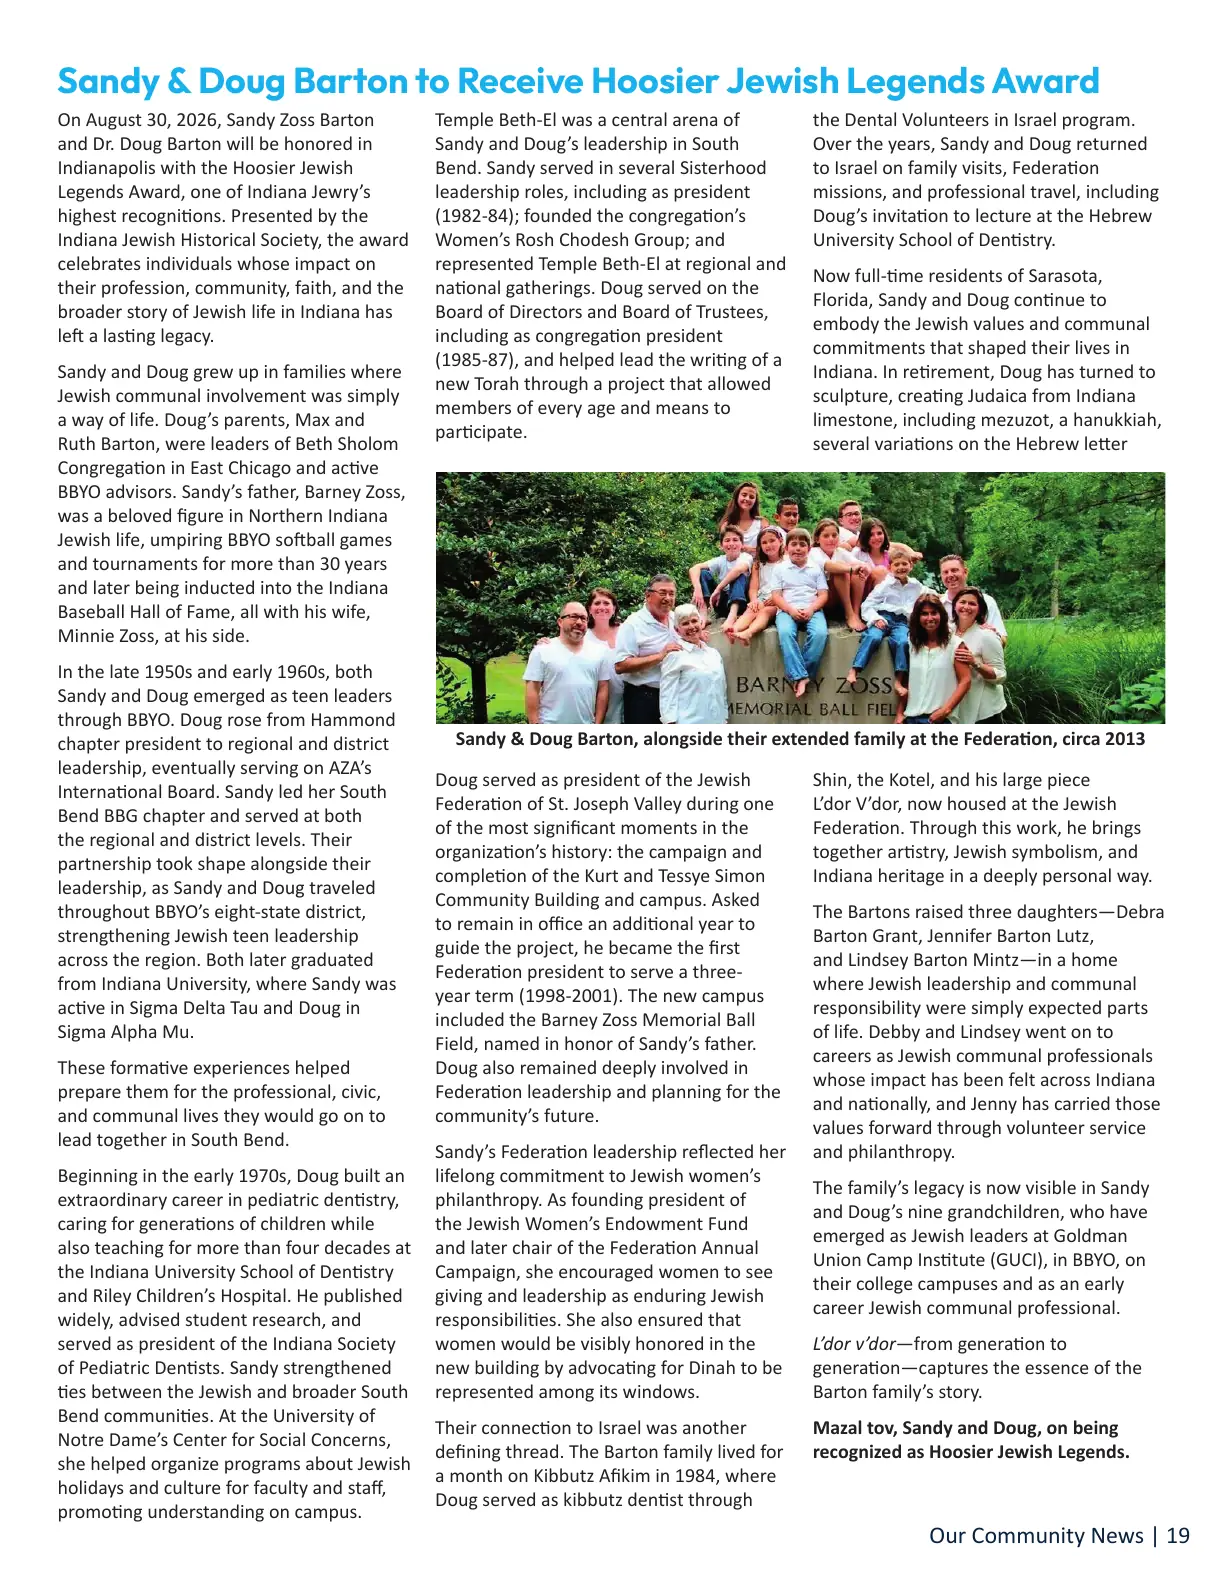 Sandy & Doug Barton to Receive Hoosier Jewish Legends Award
On August 30, 2026, Sandy Zoss Barton
and Dr. Doug Barton will be honored in
Indianapolis with the Hoosier Jewish
Legends Award, one of Indiana Jewry’s
highest recognitions. Presented by the
Indiana Jewish Historical Society, the award
celebrates individuals whose impact on
their profession, community, faith, and the
broader story of Jewish life in Indiana has
left a lasting legacy.
Sandy and Doug grew up in families where
Jewish communal involvement was simply
a way of life. Doug’s parents, Max and
Ruth Barton, were leaders of Beth Sholom
Congregation in East Chicago and active
BBYO advisors. Sandy’s father, Barney Zoss,
was a beloved figure in Northern Indiana
Jewish life, umpiring BBYO softball games
and tournaments for more than 30 years
and later being inducted into the Indiana
Baseball Hall of Fame, all with his wife,
Minnie Zoss, at his side.
In the late 1950s and early 1960s, both
Sandy and Doug emerged as teen leaders
through BBYO. Doug rose from Hammond
chapter president to regional and district
leadership, eventually serving on AZA’s
International Board. Sandy led her South
Bend BBG chapter and served at both
the regional and district levels. Their
partnership took shape alongside their
leadership, as Sandy and Doug traveled
throughout BBYO’s eight-state district,
strengthening Jewish teen leadership
across the region. Both later graduated
from Indiana University, where Sandy was
active in Sigma Delta Tau and Doug in
Sigma Alpha Mu.
These formative experiences helped
prepare them for the professional, civic,
and communal lives they would go on to
lead together in South Bend.
Beginning in the early 1970s, Doug built an
extraordinary career in pediatric dentistry,
caring for generations of children while
also teaching for more than four decades at
the Indiana University School of Dentistry
and Riley Children’s Hospital. He published
widely, advised student research, and
served as president of the Indiana Society
of Pediatric Dentists. Sandy strengthened
ties between the Jewish and broader South
Bend communities. At the University of
Notre Dame’s Center for Social Concerns,
she helped organize programs about Jewish
holidays and culture for faculty and staff,
promoting understanding on campus.
Temple Beth-El was a central arena of
Sandy and Doug’s leadership in South
Bend. Sandy served in several Sisterhood
leadership roles, including as president
(1982-84); founded the congregation’s
Women’s Rosh Chodesh Group; and
represented Temple Beth-El at regional and
national gatherings. Doug served on the
Board of Directors and Board of Trustees,
including as congregation president
(1985-87), and helped lead the writing of a
new Torah through a project that allowed
members of every age and means to
participate.
BARNEY ZOSS
MEMORIAL BALL FIEL
Sandy & Doug Barton, alongside their extended family at the Federation, circa 2013
Doug served as president of the Jewish
Federation of St. Joseph Valley during one
of the most significant moments in the
organization’s history: the campaign and
completion of the Kurt and Tessye Simon
Community Building and campus. Asked
to remain in office an additional year to
guide the project, he became the first
Federation president to serve a three-
year term (1998-2001). The new campus
included the Barney Zoss Memorial Ball
Field, named in honor of Sandy’s father.
Doug also remained deeply involved in
Federation leadership and planning for the
community’s future.
Sandy’s Federation leadership reflected her
lifelong commitment to Jewish women’s
philanthropy. As founding president of
the Jewish Women’s Endowment Fund
and later chair of the Federation Annual
Campaign, she encouraged women to see
giving and leadership as enduring Jewish
responsibilities. She also ensured that
women would be visibly honored in the
new building by advocating for Dinah to be
represented among its windows.
Their connection to Israel was another
defining thread. The Barton family lived for
a month on Kibbutz Afikim in 1984, where
Doug served as kibbutz dentist through
the Dental Volunteers in Israel program.
Over the years, Sandy and Doug returned
to Israel on family visits, Federation
missions, and professional travel, including
Doug’s invitation to lecture at the Hebrew
University School of Dentistry.
Now full-time residents of Sarasota,
Florida, Sandy and Doug continue to
embody the Jewish values and communal
commitments that shaped their lives in
Indiana. In retirement, Doug has turned to
sculpture, creating Judaica from Indiana
limestone, including mezuzot, a hanukkiah,
several variations on the Hebrew letter
Shin, the Kotel, and his large piece
L’dor V’dor, now housed at the Jewish
Federation. Through this work, he brings
together artistry, Jewish symbolism, and
Indiana heritage in a deeply personal way.
The Bartons raised three daughters—Debra
Barton Grant, Jennifer Barton Lutz,
and Lindsey Barton Mintz—in a home
where Jewish leadership and communal
responsibility were simply expected parts
of life. Debby and Lindsey went on to
careers as Jewish communal professionals
whose impact has been felt across Indiana
and nationally, and Jenny has carried those
values forward through volunteer service
and philanthropy.
The family’s legacy is now visible in Sandy
and Doug’s nine grandchildren, who have
emerged as Jewish leaders at Goldman
Union Camp Institute (GUCI), in BBYO, on
their college campuses and as an early
career Jewish communal professional.
L’dor v’dor—from generation to
generation—captures the essence of the
Barton family’s story.
Mazal tov, Sandy and Doug, on being
recognized as Hoosier Jewish Legends.
Our Community News | 19